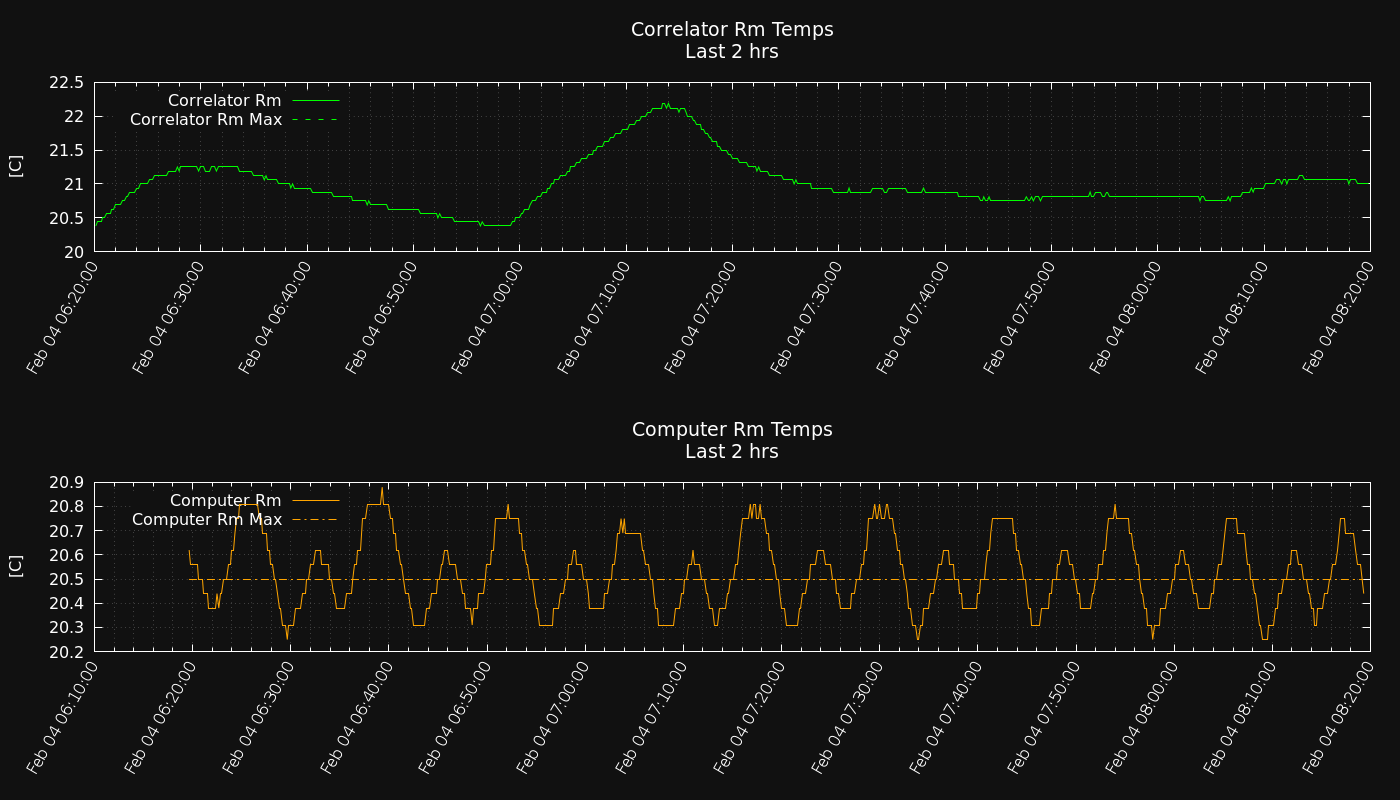 Correlator Rm Temps
Last 2 hrs
22.5
22
21.5
21
20.5
20
[C]
Correlator Rm
Correlator Rm Max
Feb 04 06:20:00
Feb 04 06:30:00
Feb 04 06:40:00
Feb 04 06:50:00
Feb 04 07:00:00
Feb 04 07:10:00
Feb 04 07:20:00
Feb 04 07:30:00
Feb 04 07:40:00
Feb 04 07:50:00
Feb 04 08:00:00
Feb 04 08:10:00
Feb 04 08:20:00
Computer Rm Temps
Last 2 hrs
20.9
20.8
20.7
20.6
20.5
20.4
20.3
20.2
[C]
Computer Rm
Computer Rm Max
Feb 04 06:10:00
Feb 04 06:20:00
Feb 04 06:30:00
Feb 04 06:40:00
Feb 04 06:50:00
Feb 04 07:00:00
Feb 04 07:10:00
Feb 04 07:20:00
Feb 04 07:30:00
Feb 04 07:40:00
Feb 04 07:50:00
Feb 04 08:00:00
Feb 04 08:10:00
Feb 04 08:20:00